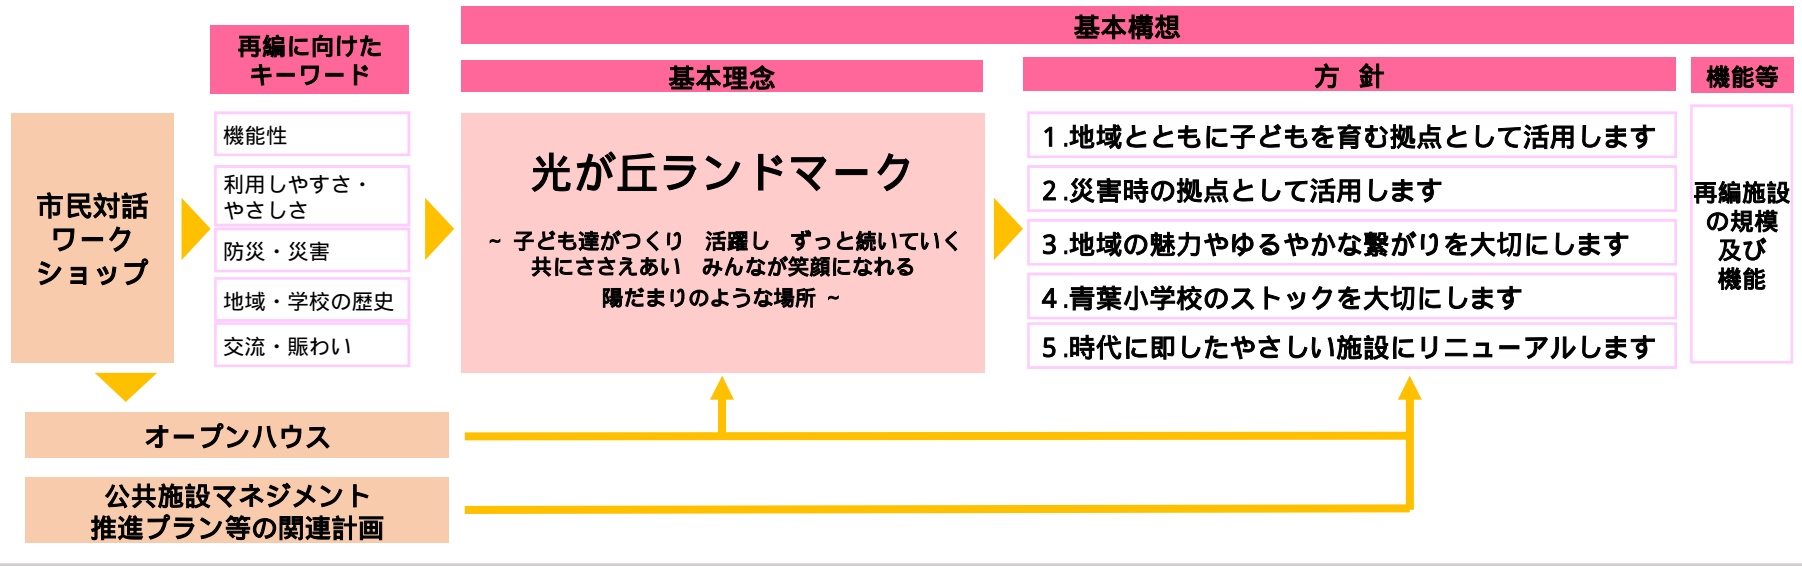 基本構想
再編に向けた
キーワード
基本理念
方 針
機能等
市民対話
ワーク
ショップ
機能性
利用しやすさ・
やさしさ
防災・災害
地域・学校の歴史
交流・賑わい
光が丘ランドマーク
~ 子ども達がつくり　活躍し　ずっと続いていく
共にささえあい　みんなが笑顔になれる
陽だまりのような場所 ~
１.地域とともに子どもを育む拠点として活用します
２.災害時の拠点として活用します
３.地域の魅力やゆるやかな繋がりを大切にします
４.青葉小学校のストックを大切にします
５.時代に即したやさしい施設にリニューアルします
再編施設
の規模
及び
機能
オープンハウス
公共施設マネジメント
推進プラン等の関連計画